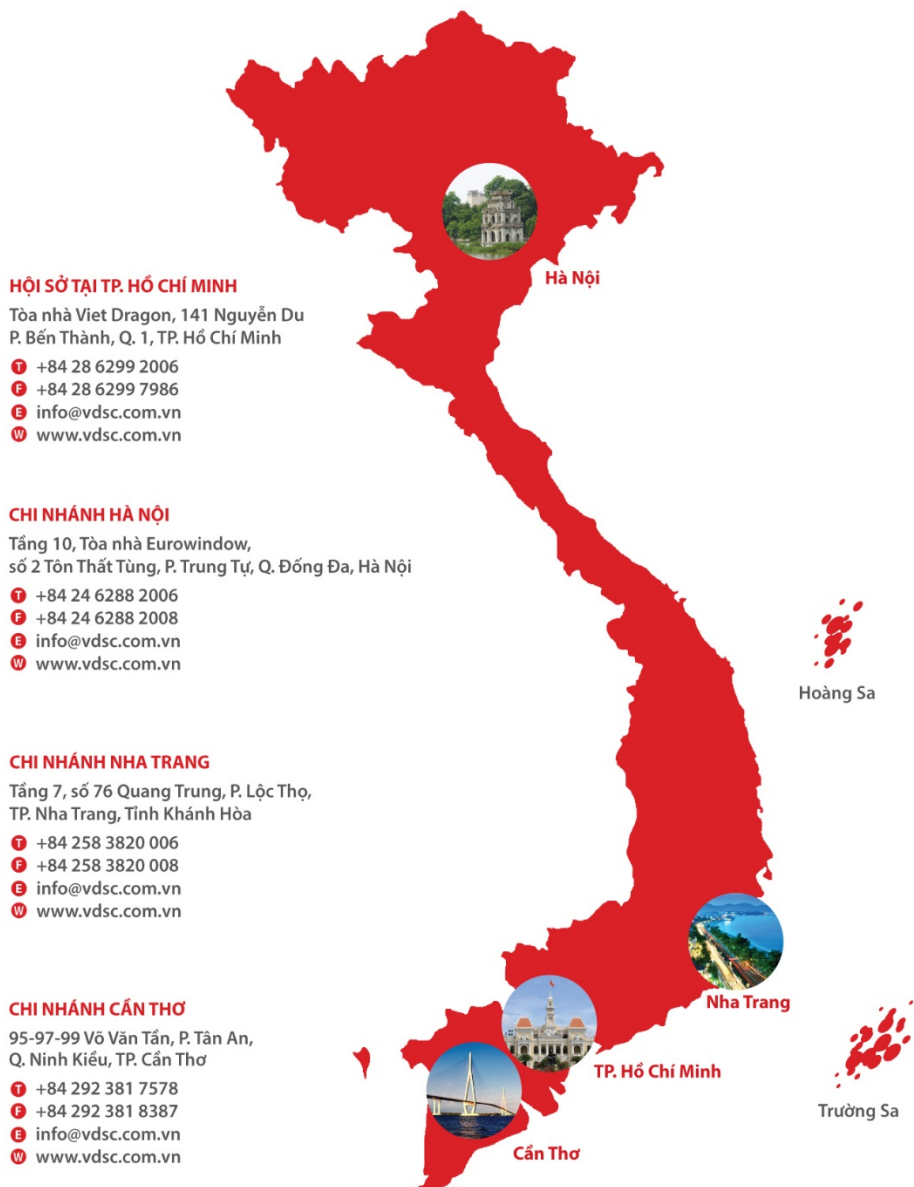 HỘI SỞ TẠI TP. HỒ CHÍ MINH
Tòa nhà Viet Dragon, 141 Nguyễn Du
P. Bến Thành, Q. 1, TP. Hồ Chí Minh
T +84 28 6299 2006
F +84 28 6299 7986
E info@vdsc.com.vn
W www.vdsc.com.vn
CHI NHÁNH HÀ NỘI
Tầng 10, Tòa nhà Eurowindow,
số 2 Tôn Thất Tùng, P. Trung Tự, Q. Đống Đa, Hà Nội
T +84 24 6288 2006
F +84 24 6288 2008
E info@vdsc.com.vn
W www.vdsc.com.vn
CHI NHÁNH NHA TRANG
Tầng 7, số 76 Quang Trung, P. Lộc Thọ,
TP. Nha Trang, Tỉnh Khánh Hòa
T +84 258 3820 006
F +84 258 3820 008
E info@vdsc.com.vn
W www.vdsc.com.vn
CHI NHÁNH CẦN THƠ
95-97-99 Võ Văn Tần, P. Tân An,
Q. Ninh Kiều, TP. Cần Thơ
T +84 292 381 7578
F +84 292 381 8387
E info@vdsc.com.vn
W www.vdsc.com.vn
Hà Nội
Hoàng Sa
Nha Trang
TP. Hồ Chí Minh
Trường Sa
Cần Thơ